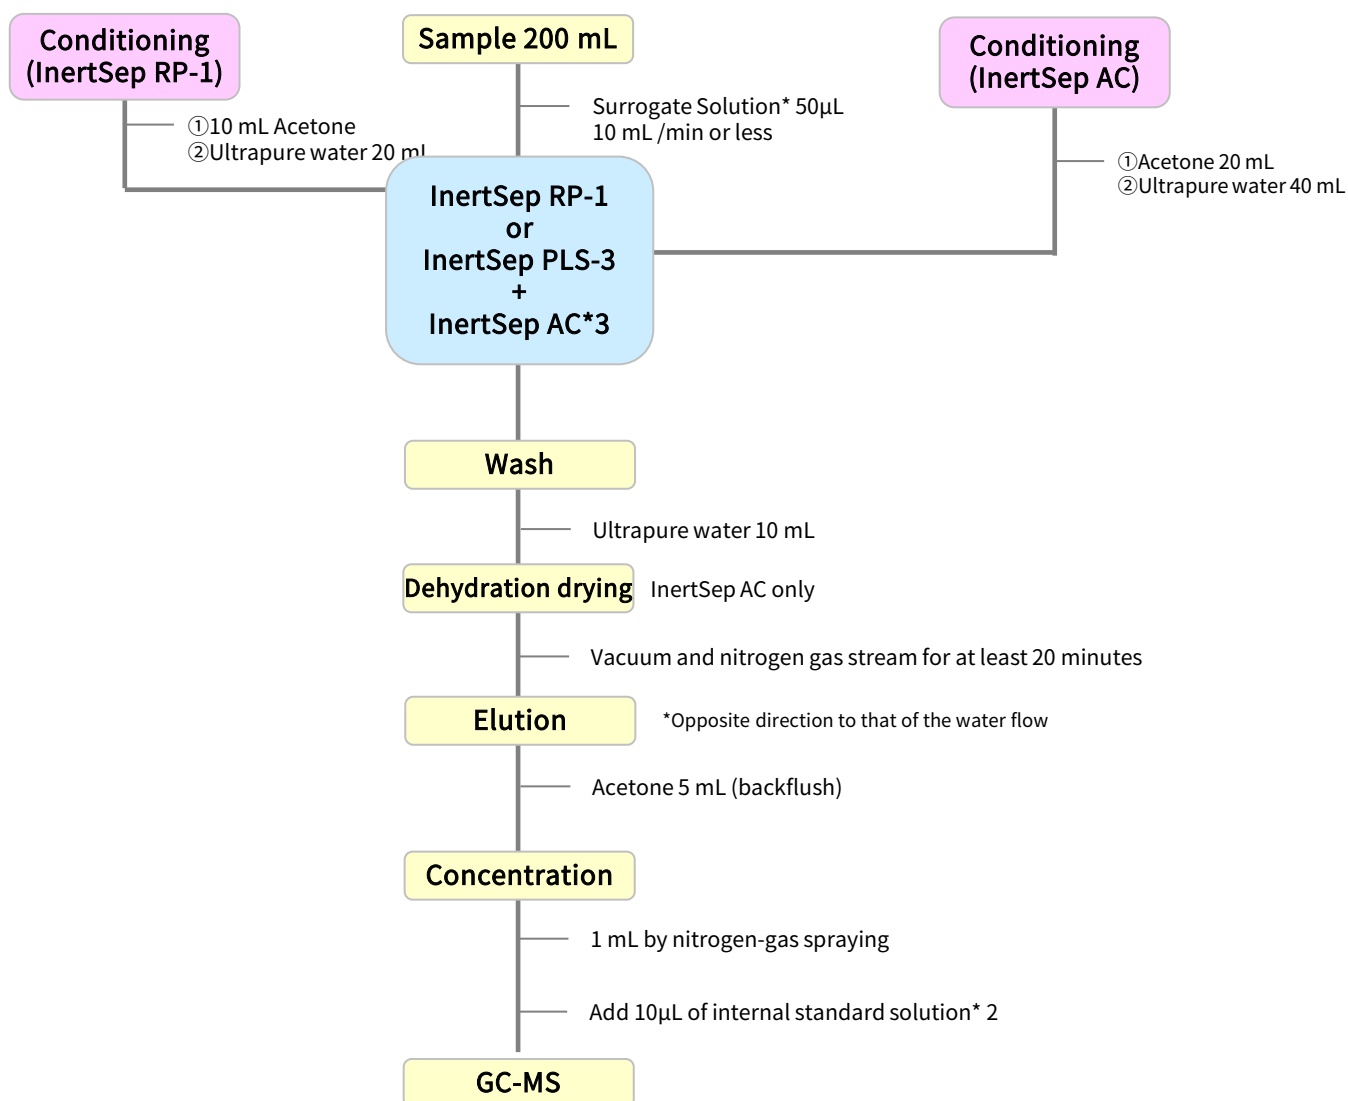 Conditioning
(InertSep RP-1)
①10 mL Acetone
②Ultrapure water 20 mL
Sample 200 mL
Surrogate Solution* 50µL
10 mL /min or less
Conditioning
(InertSep AC)
①Acetone 20 mL
②Ultrapure water 40 mL
InertSep RP-1
or
InertSep PLS-3
+
InertSep AC*3
Wash
Ultrapure water 10 mL
Dehydration drying
InertSep AC only
Vacuum and nitrogen gas stream for at least 20 minutes
Elution
*Opposite direction to that of the water flow
Acetone 5 mL (backflush)
Concentration
1 mL by nitrogen-gas spraying
Add 10µL of internal standard solution* 2
GC-MS